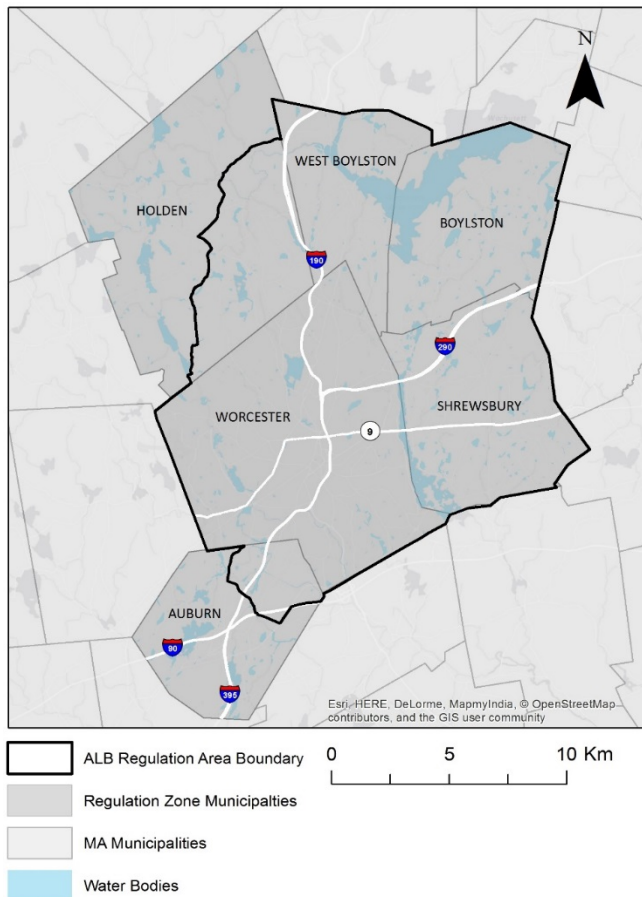 N
WEST BOYLSTON
HOLDEN
BOYLSTON
190
290
WORCESTER
SHREWSBURY
9
AUBURN
90
395
Esri, HERE, DeLorme, MapmyIndia, © OpenStreetMap
contributors, and the GIS user community
ALB Regulation Area Boundary
0 5 10 Km
Regulation Zone Municipalties
MA Municipalities
Water Bodies